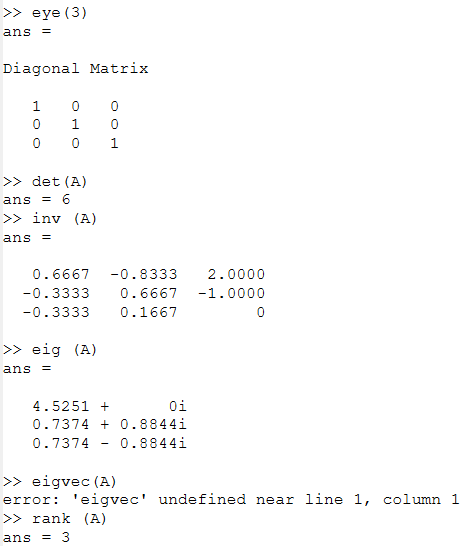 >> eye(3)
ans =
Diagonal Matrix
1 0 0
0 1 0
0 0 1
>> det(A)
ans = 6
>> inv (A)
ans =
0.6667 -0.8333 2.0000
-0.3333 0.6667 -1.0000
-0.3333 0.1667 0
>> eig (A)
ans =
4.5251 + 0i
0.7374 + 0.8844i
0.7374 - 0.8844i
>> eigvec(A)
error: 'eigvec' undefined near line 1, column 1
>> rank (A)
ans = 3